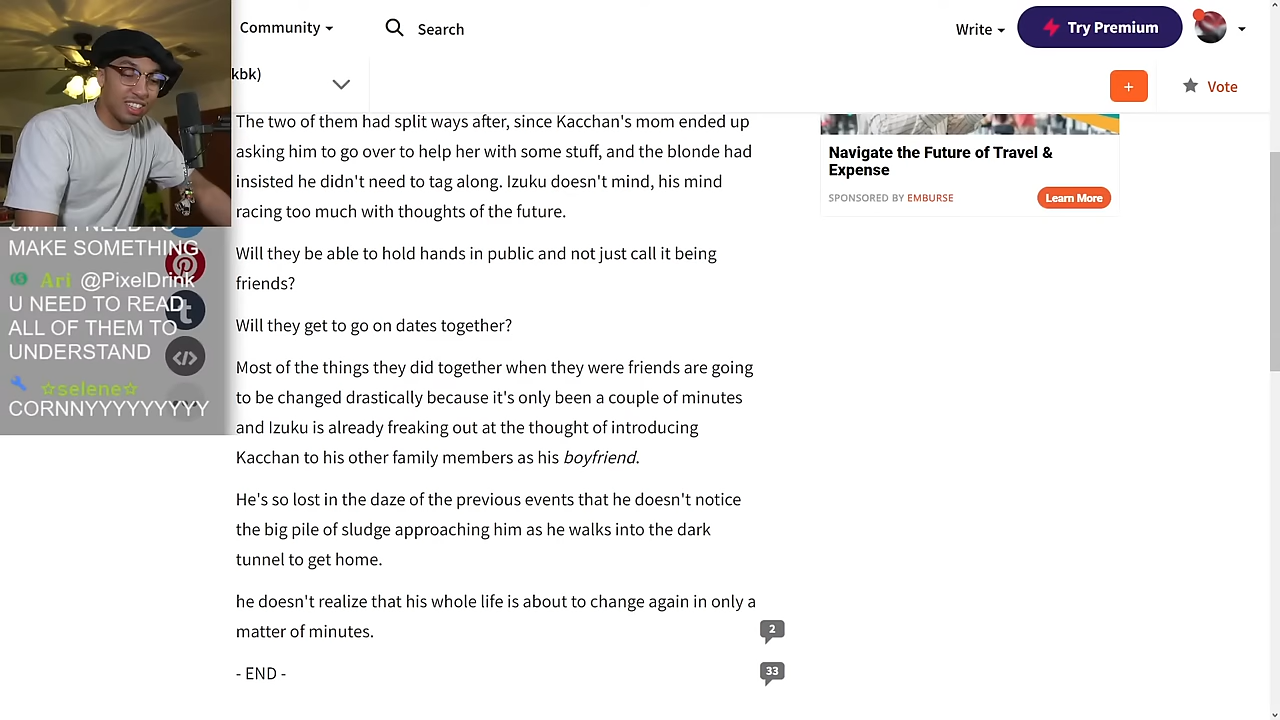 Community
Search
Write
Try Premium
kbk)
+
Vote
The two of them had split ways after, since Kacchan's mom ended up
asking him to go over to help her with some stuff, and the blonde had
insisted he didn't need to tag along. Izuku doesn't mind, his mind
racing too much with thoughts of the future.
Will they be able to hold hands in public and not just call it being
friends?
Will they get to go on dates together?
Most of the things they did together when they were friends are going
to be changed drastically because it's only been a couple of minutes
and Izuku is already freaking out at the thought of introducing
Kacchan to his other family members as his boyfriend.
He's so lost in the daze of the previous events that he doesn't notice
the big pile of sludge approaching him as he walks into the dark
tunnel to get home.
he doesn't realize that his whole life is about to change again in only a
matter of minutes.
2
- END -
33
Navigate the Future of Travel &
Expense
SPONSORED BY EMBURSE
Learn More
SMTH I NEED TO
MAKE SOMETHING
Ari @PixelDrink
U NEED TO READ
ALL OF THEM TO
UNDERSTAND
☆selene☆
CORNNYYYYYYYYY